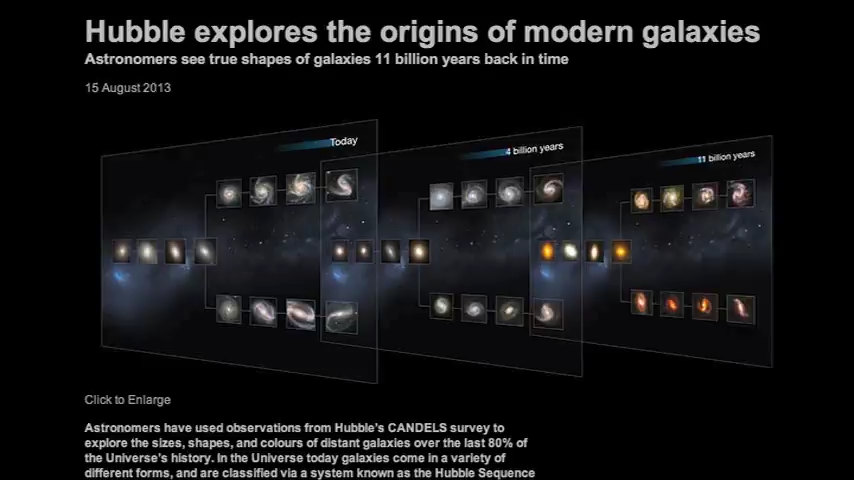 Hubble explores the origins of modern galaxies
Astronomers see true shapes of galaxies 11 billion years back in time
15 August 2013
Today
4 billion years
11 billion years
Click to Enlarge
Astronomers have used observations from Hubble's CANDELS survey to
explore the sizes, shapes, and colours of distant galaxies over the last 80% of
the Universe's history. In the Universe today galaxies come in a variety of
different forms, and are classified via a system known as the Hubble Sequence